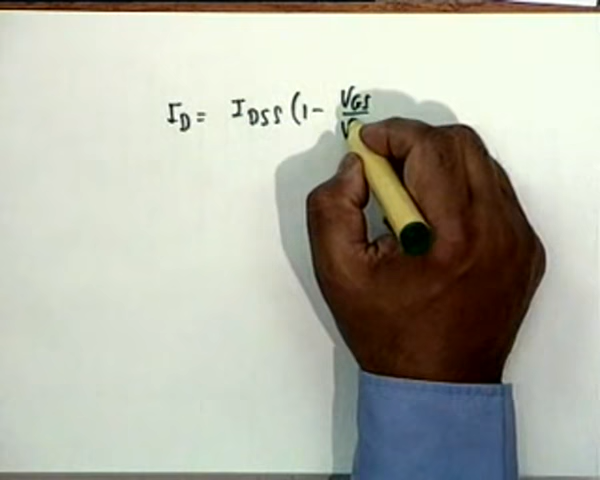 I_D = I_DSS (1 - V_GS / V